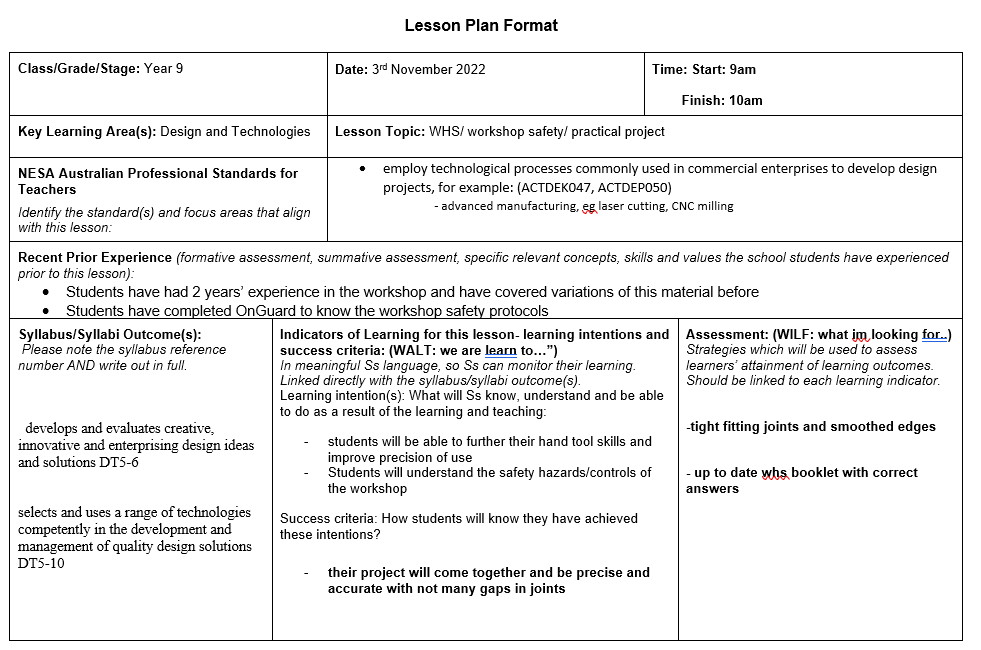 Lesson Plan Format
Class/Grade/Stage: Year 9
Date: 3rd November 2022
Time: Start: 9am
Finish: 10am
Key Learning Area(s): Design and Technologies
Lesson Topic: WHS/ workshop safety/ practical project
NESA Australian Professional Standards for
Teachers
Identify the standard(s) and focus areas that align
with this lesson:
• employ technological processes commonly used in commercial enterprises to develop design
projects, for example: (ACTDEK047, ACTDEP050)
- advanced manufacturing, eg laser cutting, CNC milling
Recent Prior Experience (formative assessment, summative assessment, specific relevant concepts, skills and values the school students have experienced
prior to this lesson):
• Students have had 2 years' experience in the workshop and have covered variations of this material before
• Students have completed OnGuard to know the workshop safety protocols
Syllabus/Syllabi Outcome(s):
Please note the syllabus reference
number AND write out in full.
develops and evaluates creative,
innovative and enterprising design ideas
and solutions DT5-6
selects and uses a range of technologies
competently in the development and
management of quality design solutions
DT5-10
Indicators of Learning for this lesson- learning intentions and
success criteria: (WALT: we are learn to...")
In meaningful Ss language, so Ss can monitor their learning.
Linked directly with the syllabus/syllabi outcome(s).
Learning intention(s): What will Ss know, understand and be able
to do as a result of the learning and teaching:
- students will be able to further their hand tool skills and
improve precision of use
- Students will understand the safety hazards/controls of
the workshop
Success criteria: How students will know they have achieved
these intentions?
- their project will come together and be precise and
accurate with not many gaps in joints
Assessment: (WILF: what im looking for..)
Strategies which will be used to assess
learners' attainment of learning outcomes.
Should be linked to each learning indicator.
-tight fitting joints and smoothed edges
- up to date whs booklet with correct
answers